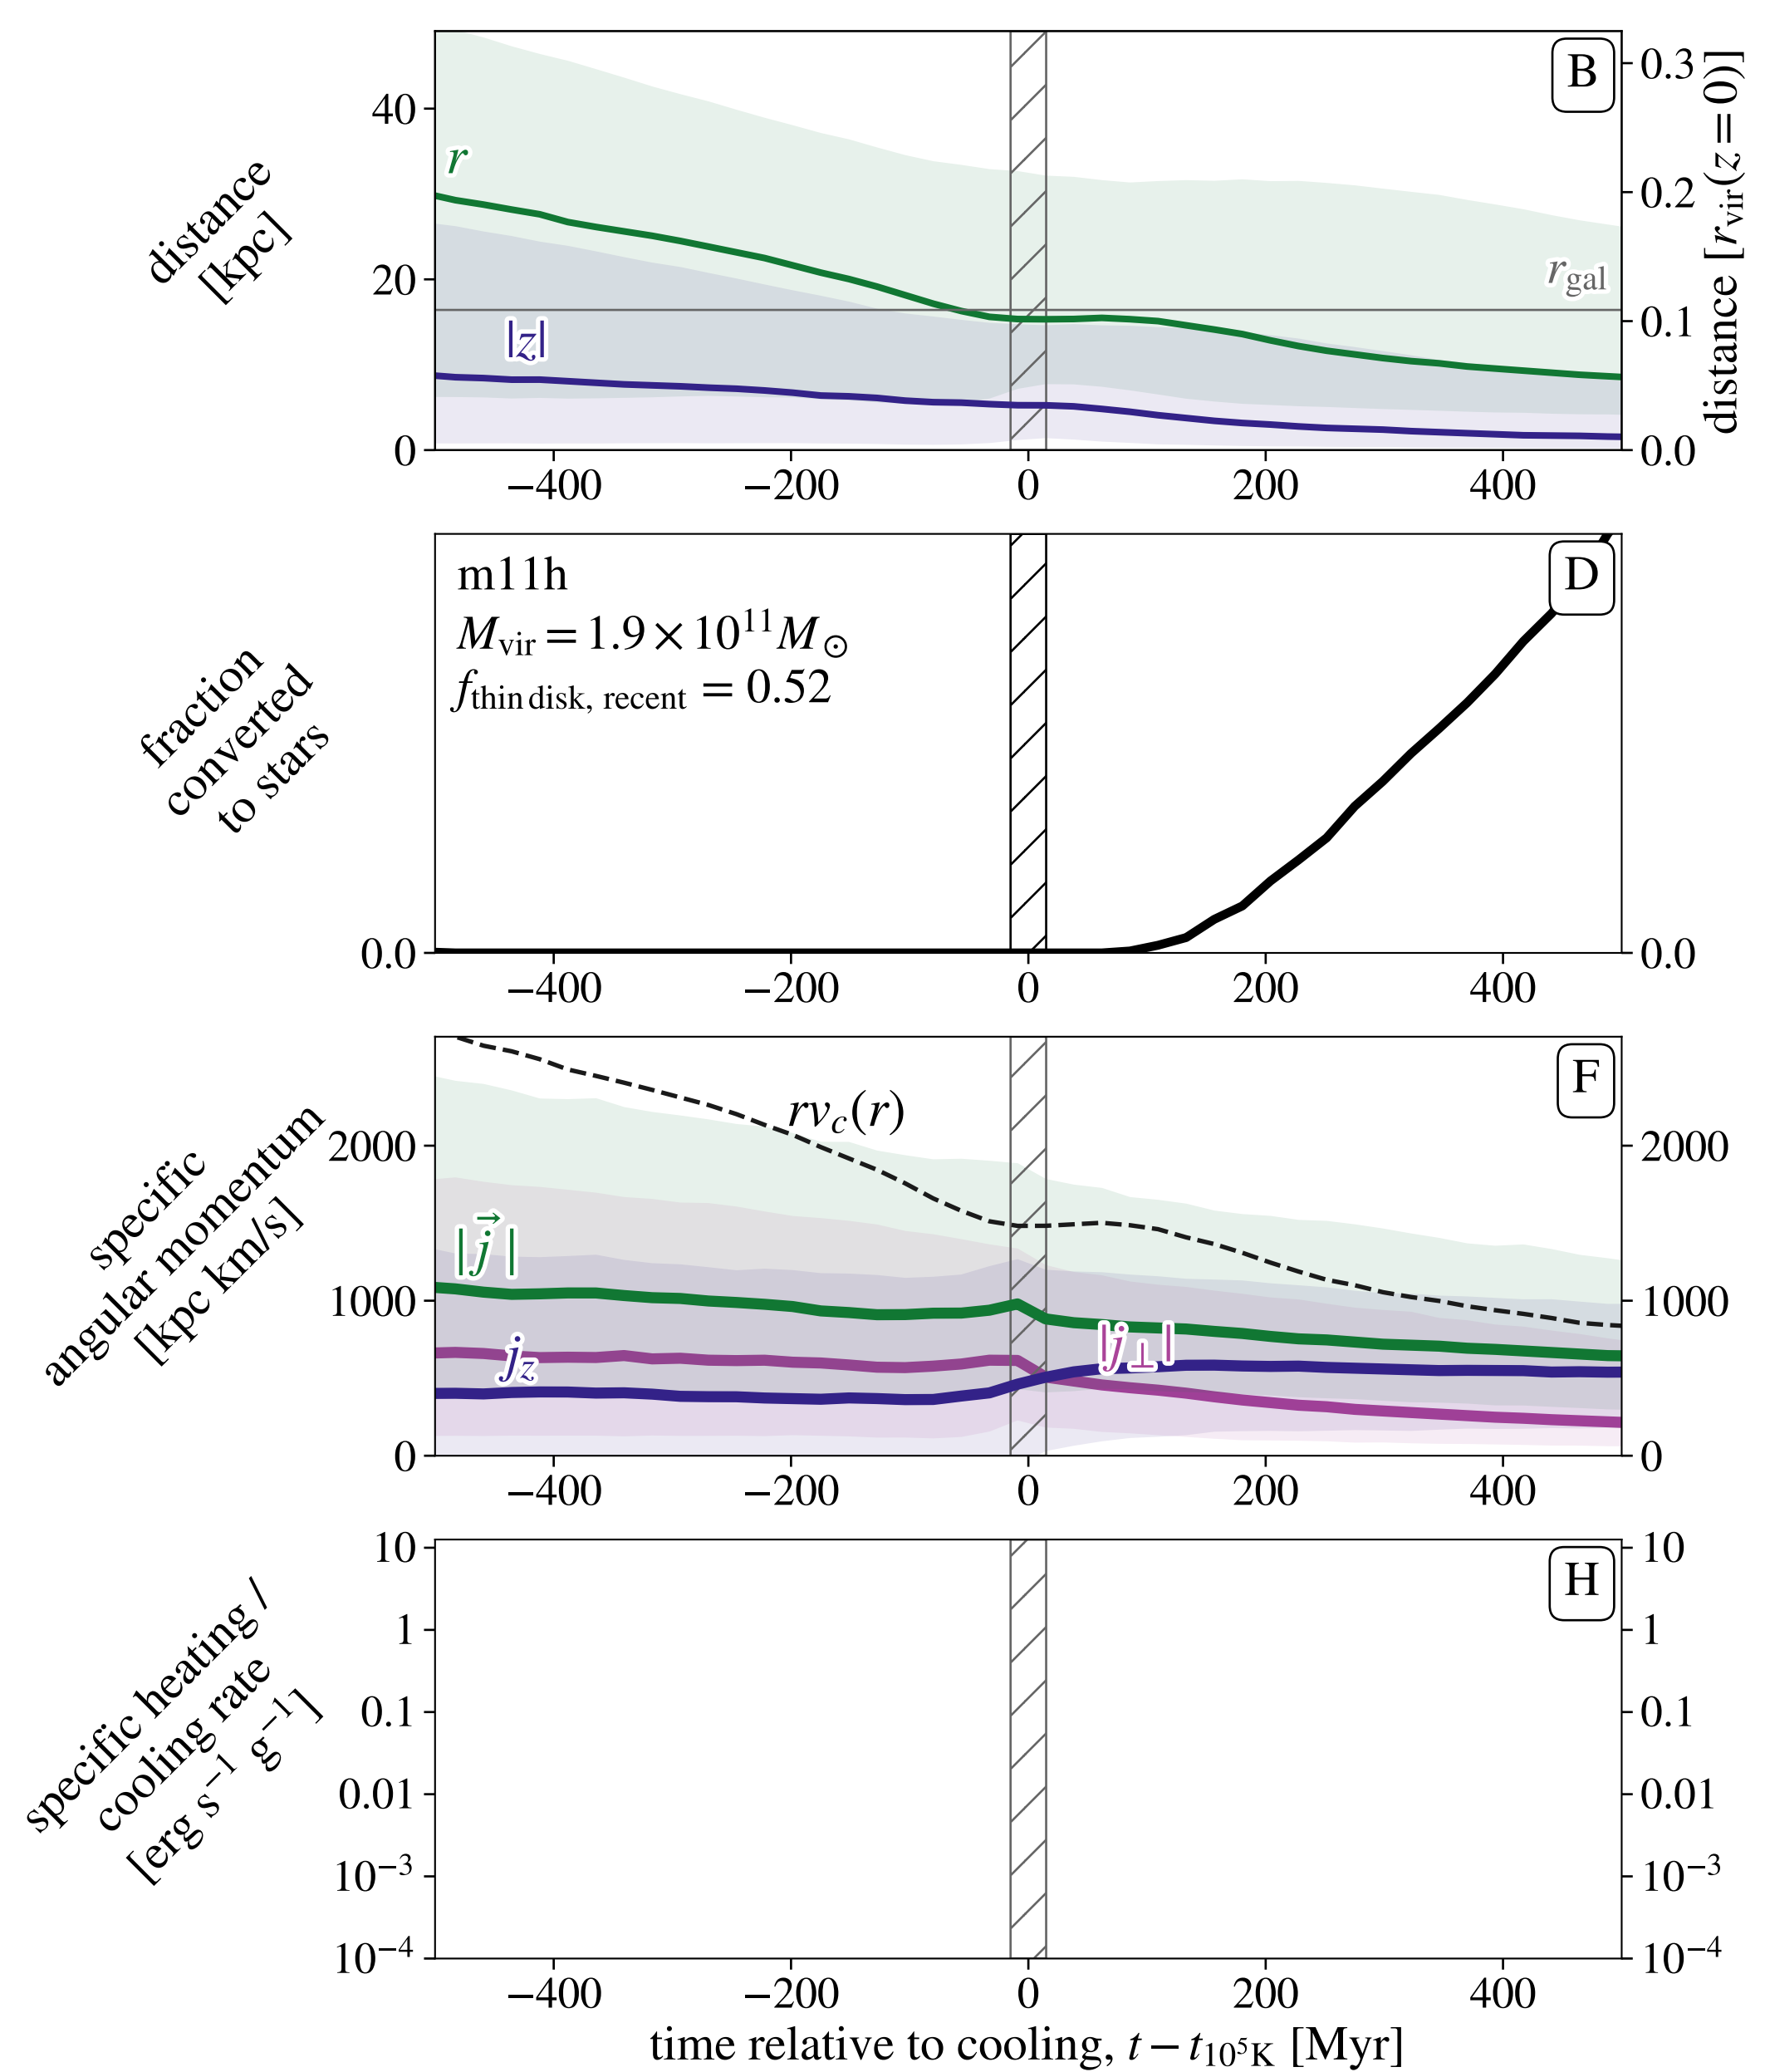 distance
[kpc]
40
20
0
r
|z|
r_gal
B
0.3
0.2
0.1
0.0
distance [r_vir(z=0)]
−400 −200 0 200 400
fraction
converted
to stars
0.0
m11h
M_vir = 1.9 × 10^11 M_⊙
f_thin disk, recent = 0.52
D
0.0
−400 −200 0 200 400
specific
angular momentum
[kpc km/s]
2000
1000
0
rv_c(r)
|j⃗|
j_z
|j_⊥|
F
2000
1000
0
−400 −200 0 200 400
specific heating /
cooling rate
[erg s^−1 g^−1]
10
1
0.1
0.01
10^−3
10^−4
H
10
1
0.1
0.01
10^−3
10^−4
−400 −200 0 200 400
time relative to cooling, t − t_10^5K [Myr]